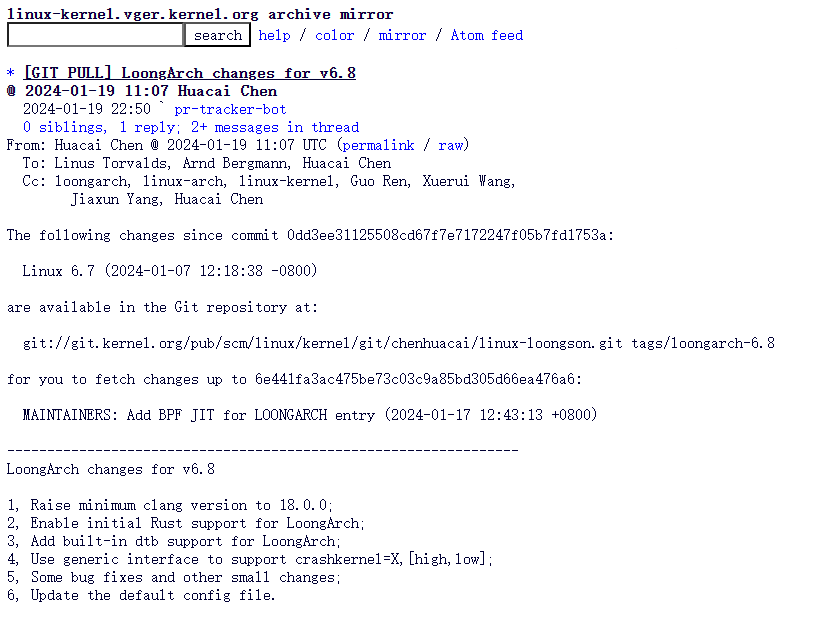 linux-kernel.vger.kernel.org archive mirror
search help / color / mirror / Atom feed
* [GIT PULL] LoongArch changes for v6.8
@ 2024-01-19 11:07 Huacai Chen
2024-01-19 22:50 ` pr-tracker-bot
0 siblings, 1 reply; 2+ messages in thread
From: Huacai Chen @ 2024-01-19 11:07 UTC (permalink / raw)
To: Linus Torvalds, Arnd Bergmann, Huacai Chen
Cc: loongarch, linux-arch, linux-kernel, Guo Ren, Xuerui Wang,
Jiaxun Yang, Huacai Chen
The following changes since commit 0dd3ee31125508cd67f7e7172247f05b7fd1753a:
Linux 6.7 (2024-01-07 12:18:38 -0800)
are available in the Git repository at:
git://git.kernel.org/pub/scm/linux/kernel/git/chenhuacai/linux-loongson.git tags/loongarch-6.8
for you to fetch changes up to 6e441fa3ac475be73c03c9a85bd305d66ea476a6:
MAINTAINERS: Add BPF JIT for LOONGARCH entry (2024-01-17 12:43:13 +0800)
----------------------------------------------------------------
LoongArch changes for v6.8
1, Raise minimum clang version to 18.0.0;
2, Enable initial Rust support for LoongArch;
3, Add built-in dtb support for LoongArch;
4, Use generic interface to support crashkernel=X,[high,low];
5, Some bug fixes and other small changes;
6, Update the default config file.